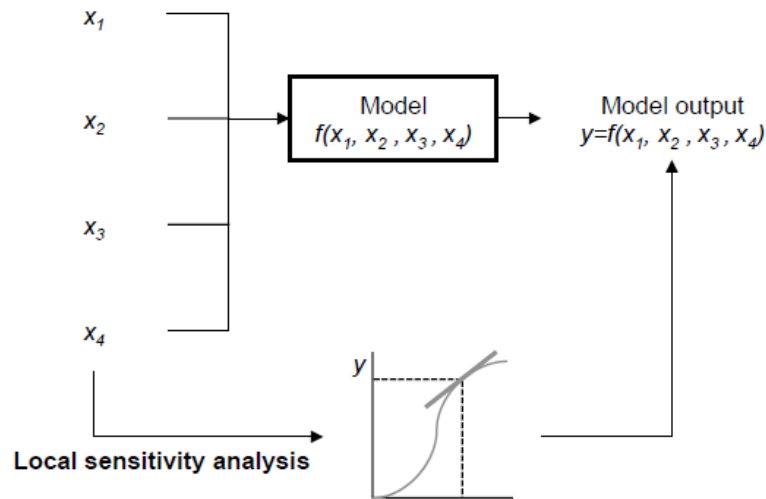 x1
x2
x3
x4
Model
f(x1, x2 , x3 , x4)
Model output
y=f(x1, x2 , x3 , x4)
y
Local sensitivity analysis